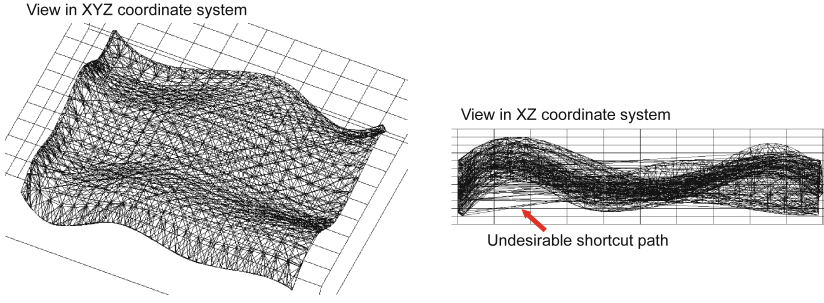 View in XYZ coordinate system
View in XZ coordinate system
Undesirable shortcut path